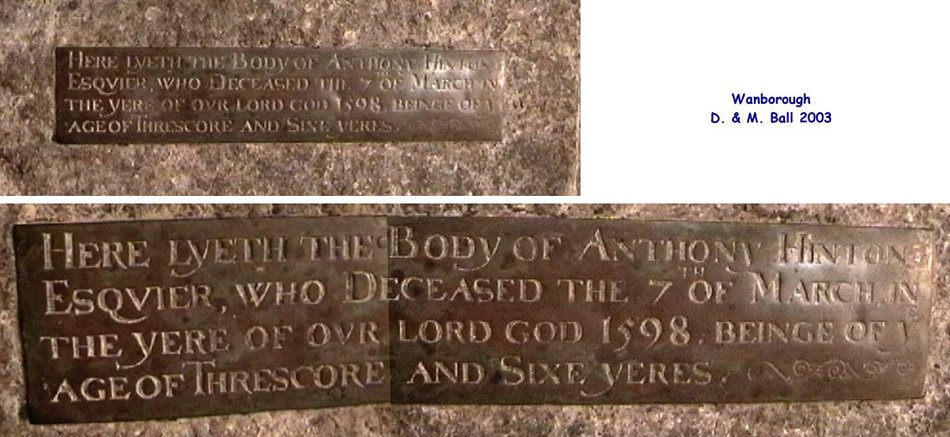 HERE LYETH THE BODY OF ANTHONY HINTON
ESQVIER, WHO DECEASED THE 7 OF MARCH IN
THE YERE OF OVR LORD GOD 1598. BEINGE OF
AGE OF THRESCORE AND SIXE YERES.
Wanborough
D. & M. Ball 2003
HERE LYETH THE BODY OF ANTHONY HINTON
ESQVIER, WHO DECEASED THE 7TH OF MARCH, IN
THE YERE OF OVR LORD GOD 1598. BEINGE OF
AGE OF THRESCORE AND SIXE YERES.